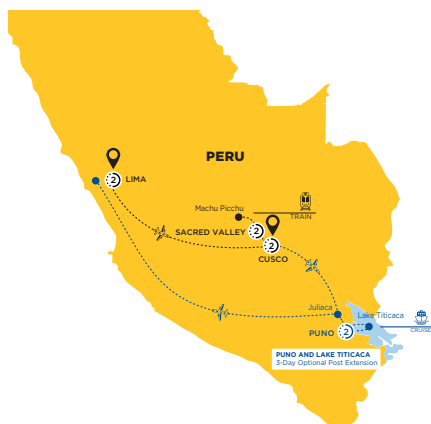 PERU
2 LIMA
Machu Picchu
TRAIN
SACRED VALLEY 2
2
CUSCO
Juliaca
Lake Titicaca
CRUISE
PUNO 2
PUNO AND LAKE TITICACA
3-Day Optional Post Extension